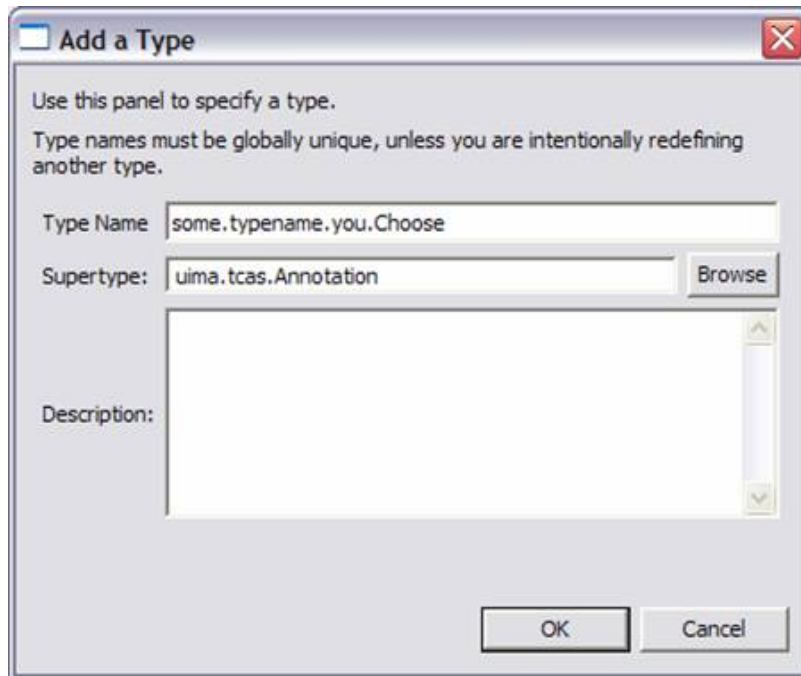 Add a Type
Use this panel to specify a type.
Type names must be globally unique, unless you are intentionally redefining
another type.
Type Name some.typename.you.Choose
Supertype: uima.tcas.Annotation Browse
Description:
OK Cancel